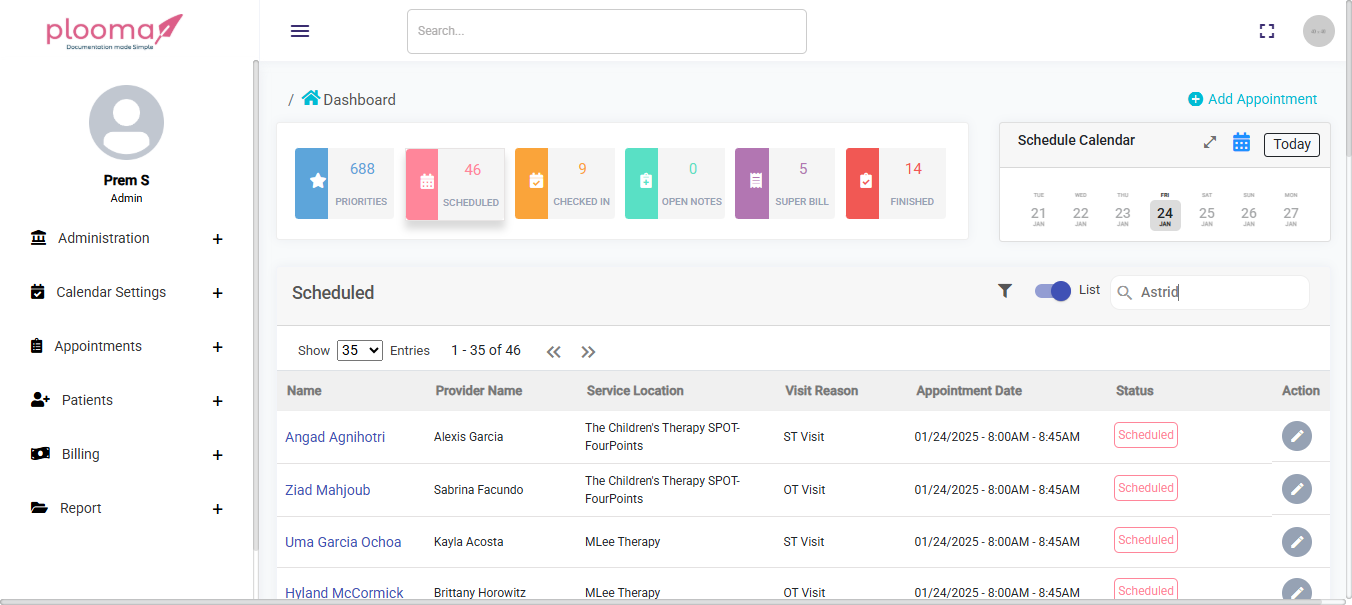 plooma
Documentation made Simple
Search...
Prem S
Admin
Administration +
Calendar Settings +
Appointments +
Patients +
Billing +
Report +
/ Dashboard
Add Appointment
688
PRIORITIES
46
SCHEDULED
9
CHECKED IN
0
OPEN NOTES
5
SUPER BILL
14
FINISHED
Schedule Calendar
Today
TUE WED THU FRI SAT SUN MON
21 22 23 24 25 26 27
JAN JAN JAN JAN JAN JAN JAN
Scheduled
List
Astrid
Show 35 Entries 1 - 35 of 46
Name Provider Name Service Location Visit Reason Appointment Date Status Action
Angad Agnihotri Alexis Garcia The Children's Therapy SPOT-
FourPoints ST Visit 01/24/2025 - 8:00AM - 8:45AM Scheduled
Ziad Mahjoub Sabrina Facundo The Children's Therapy SPOT-
FourPoints OT Visit 01/24/2025 - 8:00AM - 8:45AM Scheduled
Uma Garcia Ochoa Kayla Acosta MLee Therapy ST Visit 01/24/2025 - 8:00AM - 8:45AM Scheduled
Hyland McCormick Brittany Horowitz MLee Therapy OT Visit 01/24/2025 - 8:00AM - 8:45AM Scheduled